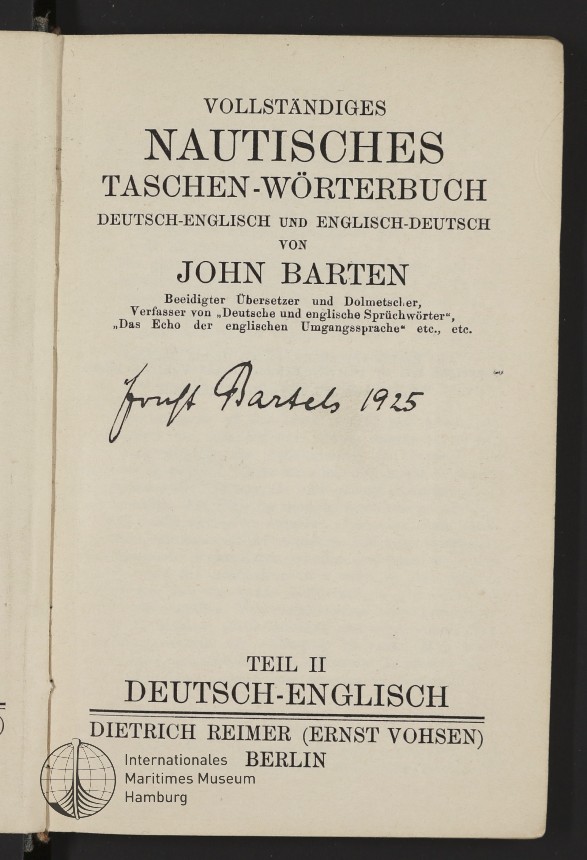 VOLLSTÄNDIGES
NAUTISCHES
TASCHEN-WÖRTERBUCH
DEUTSCH-ENGLISCH UND ENGLISCH-DEUTSCH
VON
JOHN BARTEN
Beeidigter Übersetzer und Dolmetscher,
Verfasser von „Deutsche und englische Sprüchwörter“,
„Das Echo der englischen Umgangssprache“ etc., etc.
Ernst Bartels 1925
TEIL II
DEUTSCH-ENGLISCH
DIETRICH REIMER (ERNST VOHSEN)
BERLIN
Internationales
Maritimes Museum
Hamburg